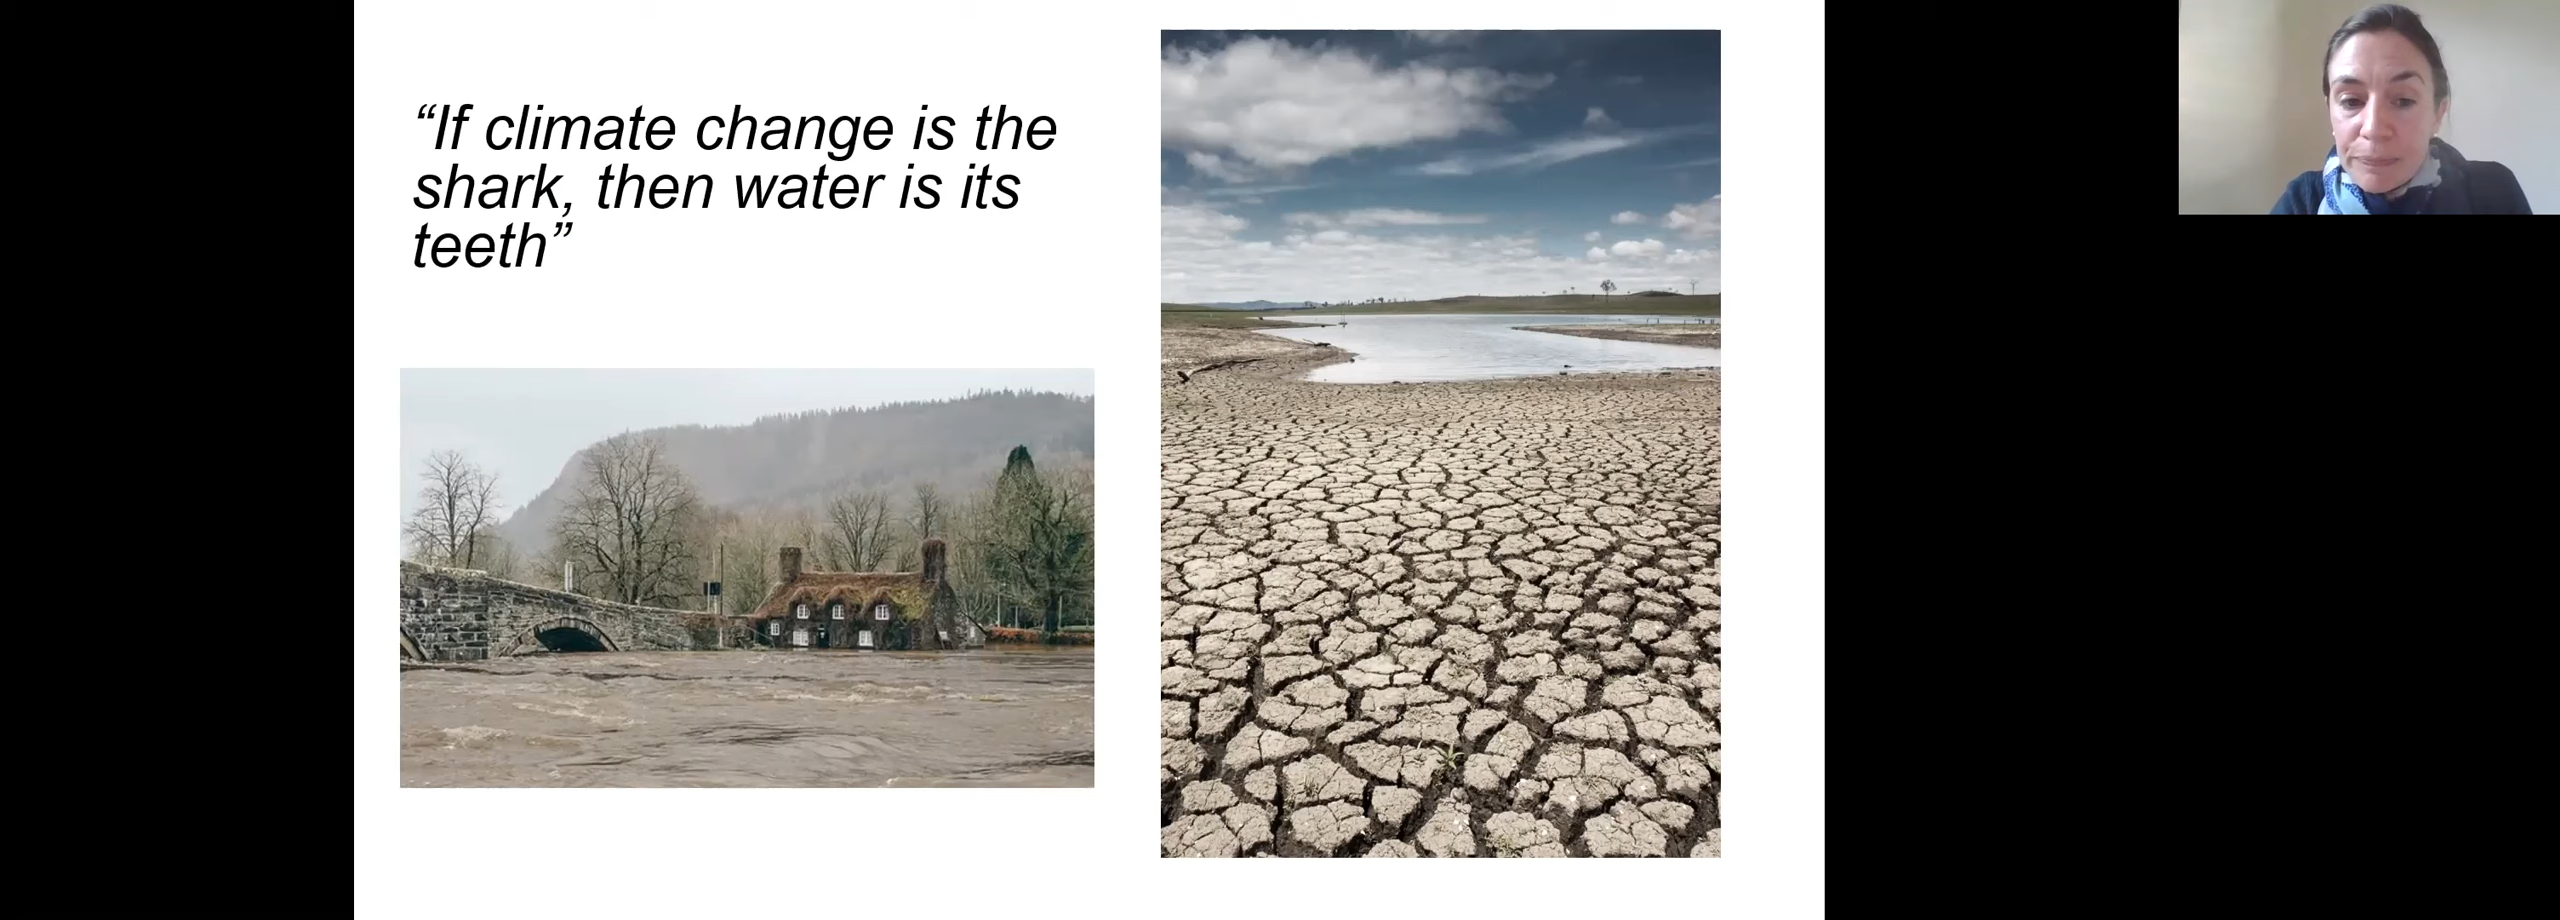 “If climate change is the
shark, then water is its
teeth”